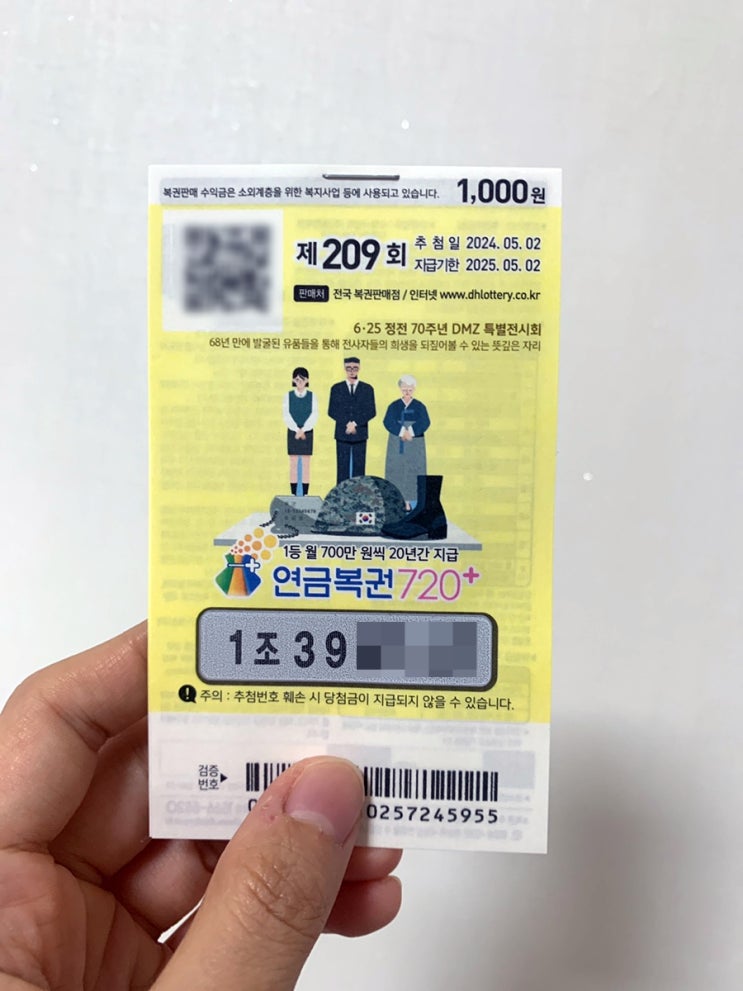 복권판매 수익금은 소외계층을 위한 복지사업 등에 사용되고 있습니다. 1,000원
제 209 회
추첨일 2024. 05. 02
지급기한 2025. 05. 02
판매처 전국 복권판매점 / 인터넷 www.dhlottery.co.kr
6·25 정전 70주년 DMZ 특별전시회
68년 만에 발굴된 유품들을 통해 전사자들의 희생을 되짚어볼 수 있는 뜻깊은 자리
1등 월 700만 원씩 20년간 지급
연금복권720+
1조 39
주의 : 추첨번호 훼손 시 당첨금이 지급되지 않을 수 있습니다.
검증
번호
0257245955